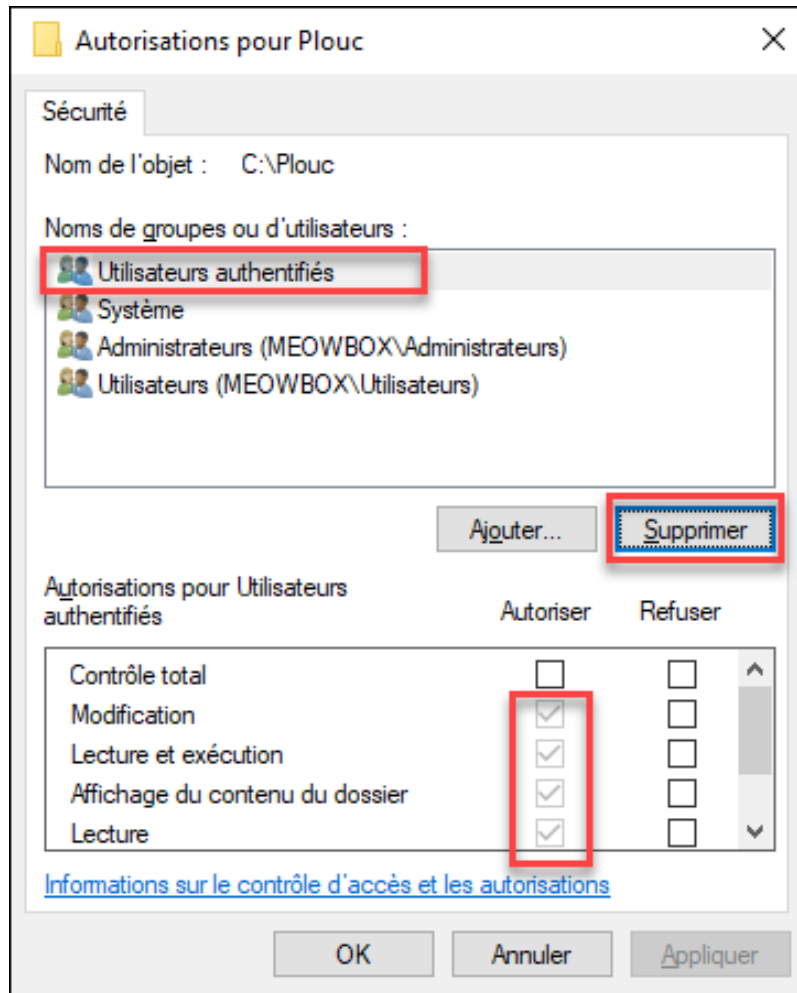 Autorisations pour Plouc
Sécurité
Nom de l'objet : C:\Plouc
Noms de groupes ou d'utilisateurs :
Utilisateurs authentifiés
Système
Administrateurs (MEOWBOX\Administrateurs)
Utilisateurs (MEOWBOX\Utilisateurs)
Ajouter... Supprimer
Autorisations pour Utilisateurs
authentifiés Autoriser Refuser
Contrôle total
Modification
Lecture et exécution
Affichage du contenu du dossier
Lecture
Informations sur le contrôle d'accès et les autorisations
OK Annuler Appliquer